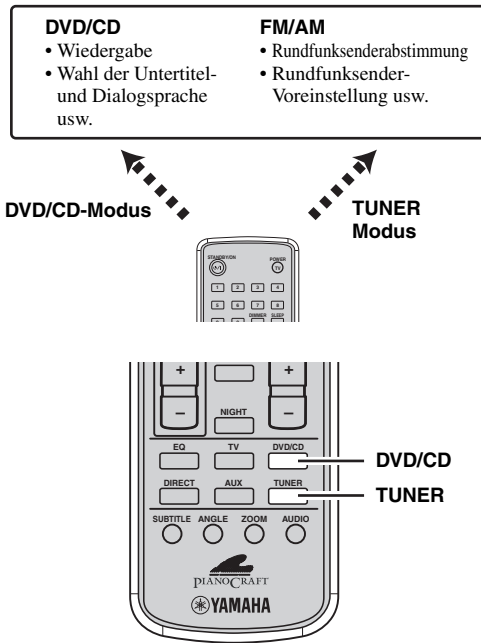 DVD/CD
• Wiedergabe
• Wahl der Untertitel-
und Dialogsprache
usw.
FM/AM
• Rundfunksenderabstimmung
• Rundfunksender-
Voreinstellung usw.
DVD/CD-Modus
TUNER
Modus
STANDBY/ON
POWER
TV
1 2 3 4
5 6 7 8
DIMMER SLEEP
+ +
– –
NIGHT
EQ TV DVD/CD
DVD/CD
DIRECT AUX TUNER
TUNER
SUBTITLE ANGLE ZOOM AUDIO
PIANOCRAFT
YAMAHA